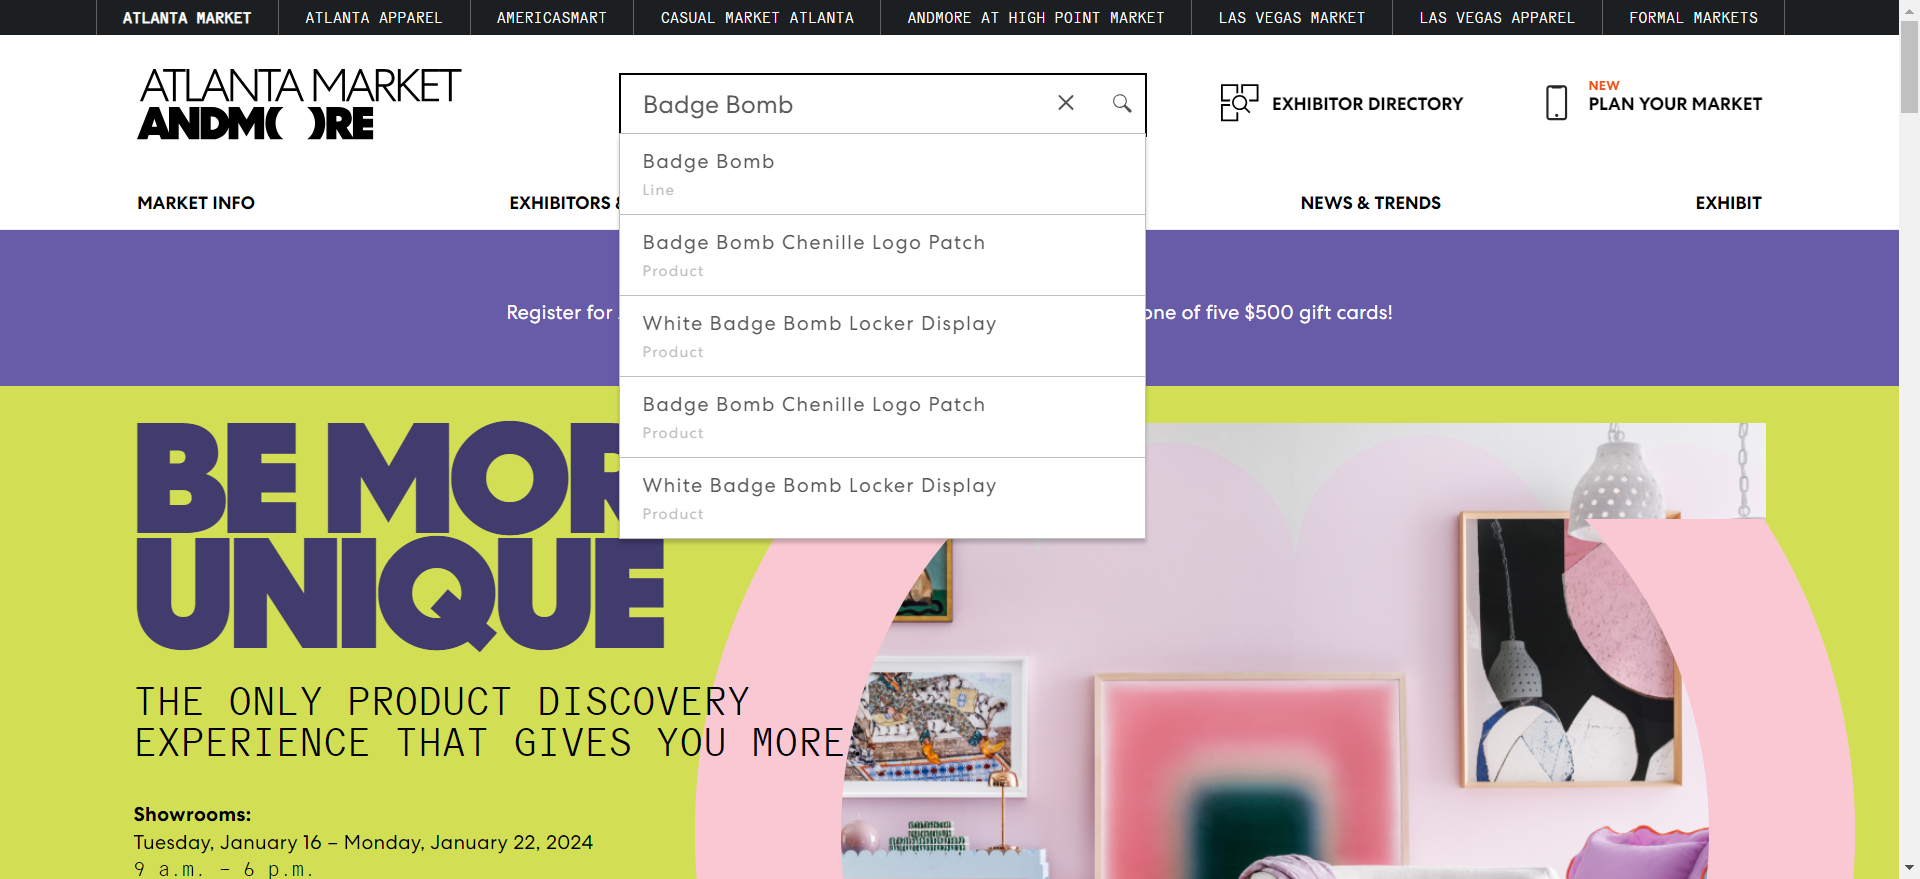 ATLANTA MARKET
ATLANTA APPAREL
AMERICASMART
CASUAL MARKET ATLANTA
ANDMORE AT HIGH POINT MARKET
LAS VEGAS MARKET
LAS VEGAS APPAREL
FORMAL MARKETS
ATLANTA MARKET
ANDM( )RE
Badge Bomb
EXHIBITOR DIRECTORY
NEW
PLAN YOUR MARKET
MARKET INFO
EXHIBITORS &
NEWS & TRENDS
EXHIBIT
Badge Bomb
Line
Badge Bomb Chenille Logo Patch
Product
White Badge Bomb Locker Display
Product
Badge Bomb Chenille Logo Patch
Product
White Badge Bomb Locker Display
Product
Register for
one of five $500 gift cards!
BE MOR
UNIQUE
THE ONLY PRODUCT DISCOVERY
EXPERIENCE THAT GIVES YOU MORE
Showrooms:
Tuesday, January 16 – Monday, January 22, 2024
9 a.m. – 6 p.m.